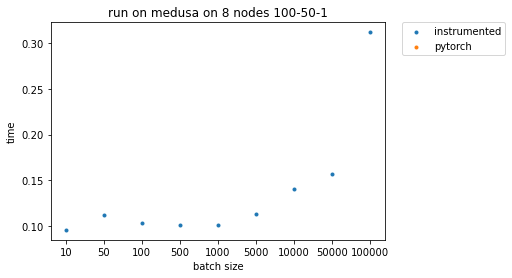 run on medusa on 8 nodes 100-50-1
instrumented
pytorch
0.30
0.25
0.20
0.15
0.10
time
10 50 100 500 1000 5000 10000 50000 100000
batch size